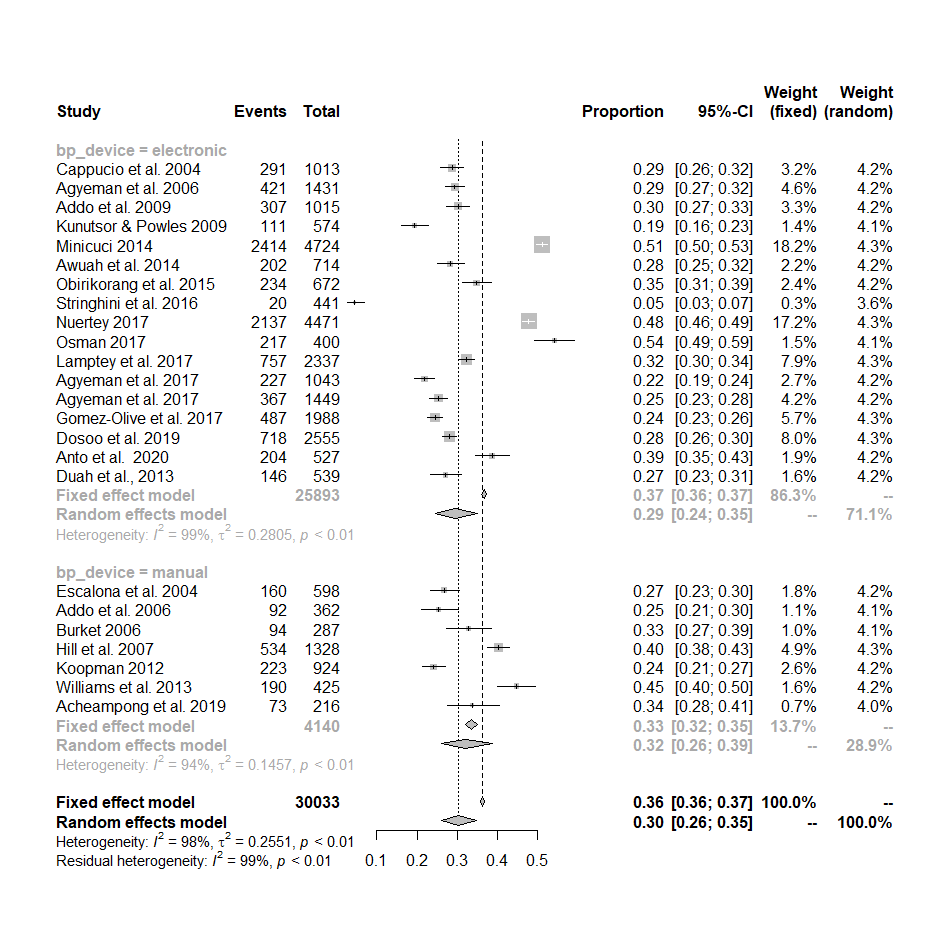 Weight Weight
Study Events Total Proportion 95%-CI (fixed) (random)
bp_device = electronic
Cappucio et al. 2004 291 1013 0.29 [0.26; 0.32] 3.2% 4.2%
Agyeman et al. 2006 421 1431 0.29 [0.27; 0.32] 4.6% 4.2%
Addo et al. 2009 307 1015 0.30 [0.27; 0.33] 3.3% 4.2%
Kunutsor & Powles 2009 111 574 0.19 [0.16; 0.23] 1.4% 4.1%
Minicuci 2014 2414 4724 0.51 [0.50; 0.53] 18.2% 4.3%
Awuah et al. 2014 202 714 0.28 [0.25; 0.32] 2.2% 4.2%
Obirikorang et al. 2015 234 672 0.35 [0.31; 0.39] 2.4% 4.2%
Stringhini et al. 2016 20 441 0.05 [0.03; 0.07] 0.3% 3.6%
Nuertey 2017 2137 4471 0.48 [0.46; 0.49] 17.2% 4.3%
Osman 2017 217 400 0.54 [0.49; 0.59] 1.5% 4.1%
Lamptey et al. 2017 757 2337 0.32 [0.30; 0.34] 7.9% 4.3%
Agyeman et al. 2017 227 1043 0.22 [0.19; 0.24] 2.7% 4.2%
Agyeman et al. 2017 367 1449 0.25 [0.23; 0.28] 4.2% 4.2%
Gomez-Olive et al. 2017 487 1988 0.24 [0.23; 0.26] 5.7% 4.3%
Dosoo et al. 2019 718 2555 0.28 [0.26; 0.30] 8.0% 4.3%
Anto et al. 2020 204 527 0.39 [0.35; 0.43] 1.9% 4.2%
Duah et al., 2013 146 539 0.27 [0.23; 0.31] 1.6% 4.2%
Fixed effect model 25893 0.37 [0.36; 0.37] 86.3% --
Random effects model 0.29 [0.24; 0.35] -- 71.1%
Heterogeneity: I² = 99%, τ² = 0.2805, p < 0.01
bp_device = manual
Escalona et al. 2004 160 598 0.27 [0.23; 0.30] 1.8% 4.2%
Addo et al. 2006 92 362 0.25 [0.21; 0.30] 1.1% 4.1%
Burket 2006 94 287 0.33 [0.27; 0.39] 1.0% 4.1%
Hill et al. 2007 534 1328 0.40 [0.38; 0.43] 4.9% 4.3%
Koopman 2012 223 924 0.24 [0.21; 0.27] 2.6% 4.2%
Williams et al. 2013 190 425 0.45 [0.40; 0.50] 1.6% 4.2%
Acheampong et al. 2019 73 216 0.34 [0.28; 0.41] 0.7% 4.0%
Fixed effect model 4140 0.33 [0.32; 0.35] 13.7% --
Random effects model 0.32 [0.26; 0.39] -- 28.9%
Heterogeneity: I² = 94%, τ² = 0.1457, p < 0.01
Fixed effect model 30033 0.36 [0.36; 0.37] 100.0% --
Random effects model 0.30 [0.26; 0.35] -- 100.0%
Heterogeneity: I² = 98%, τ² = 0.2551, p < 0.01
Residual heterogeneity: I² = 99%, p < 0.01 0.1 0.2 0.3 0.4 0.5